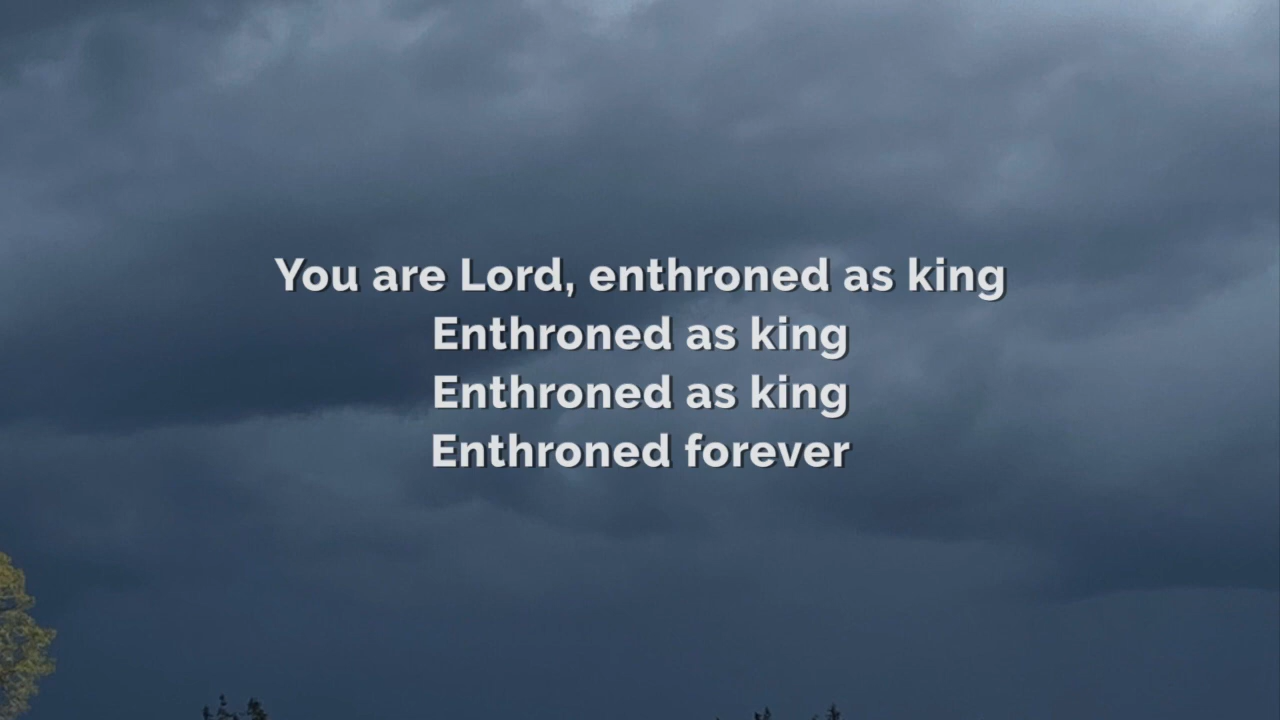 You are Lord, enthroned as king
Enthroned as king
Enthroned as king
Enthroned forever